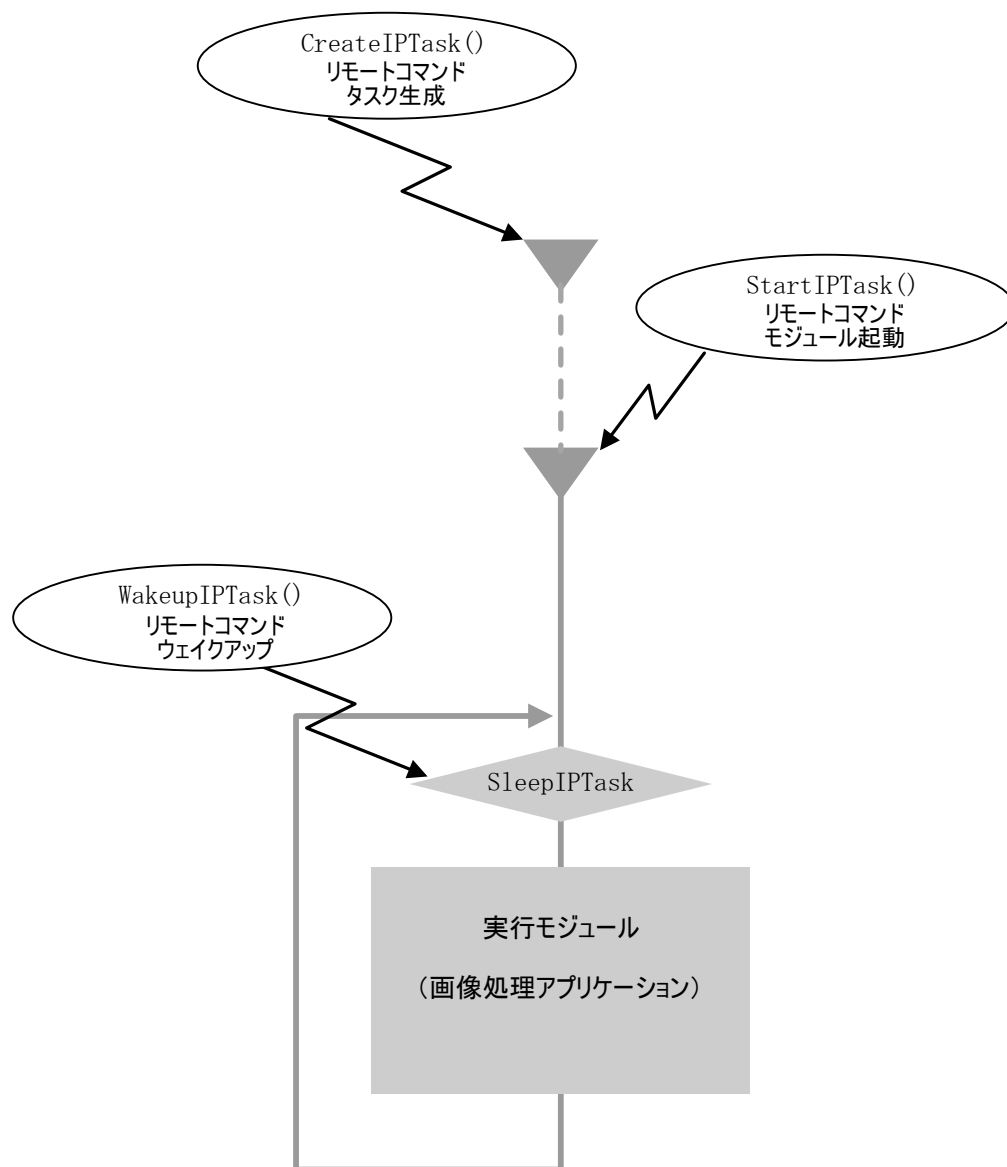 CreateIPTask()
リモートコマンド
タスク生成
StartIPTask()
リモートコマンド
モジュール起動
WakeupIPTask()
リモートコマンド
ウェイクアップ
SleepIPTask
実行モジュール
（画像処理アプリケーション）